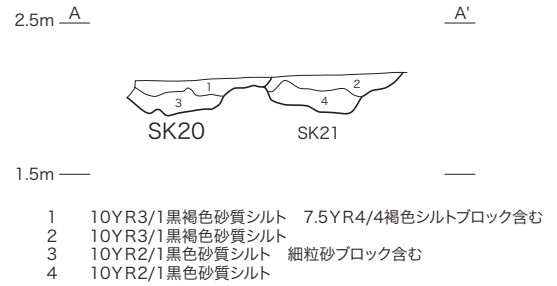 2.5m A A'
1 2
3 4
SK20 SK21
1.5m
1 10YR3/1黒褐色砂質シルト 7.5YR4/4褐色シルトブロック含む
2 10YR3/1黒褐色砂質シルト
3 10YR2/1黒色砂質シルト 細粒砂ブロック含む
4 10YR2/1黒色砂質シルト